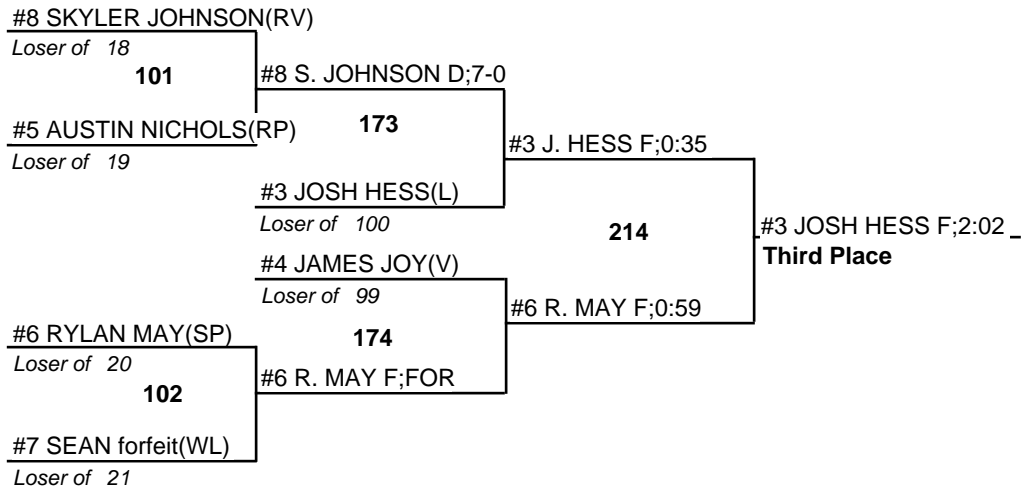 #8 SKYLER JOHNSON(RV)
Loser of 18
101
#8 S. JOHNSON D;7-0
#5 AUSTIN NICHOLS(RP)
Loser of 19
173
#3 J. HESS F;0:35
#3 JOSH HESS(L)
Loser of 100
214
#3 JOSH HESS F;2:02
Third Place
#4 JAMES JOY(V)
Loser of 99
#6 R. MAY F;0:59
#6 RYLAN MAY(SP)
Loser of 20
174
102
#6 R. MAY F;FOR
#7 SEAN forfeit(WL)
Loser of 21